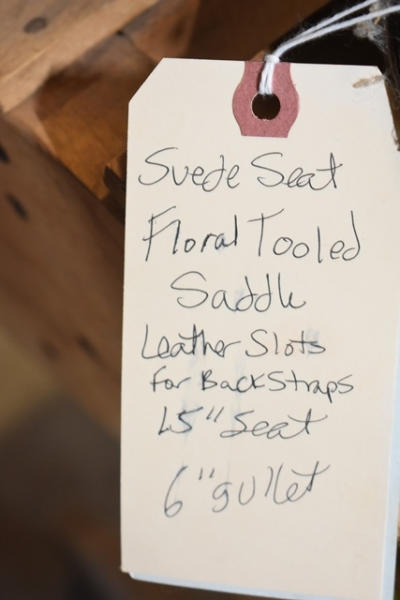 Suede Seat
Floral Tooled
Saddle
Leather Slots
For Back Straps
15" Seat
6" gullet